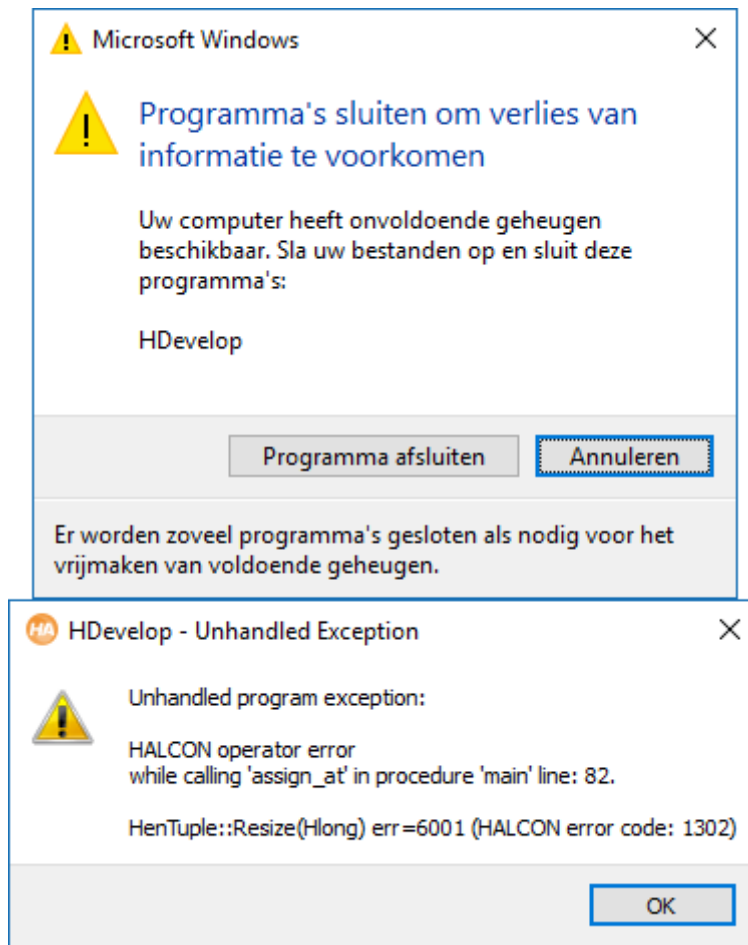 Microsoft Windows
Programma's sluiten om verlies van
informatie te voorkomen
Uw computer heeft onvoldoende geheugen
beschikbaar. Sla uw bestanden op en sluit deze
programma's:
HDevelop
Programma afsluiten Annuleren
Er worden zoveel programma's gesloten als nodig voor het
vrijmaken van voldoende geheugen.
HA HDevelop - Unhandled Exception
Unhandled program exception:
HALCON operator error
while calling 'assign_at' in procedure 'main' line: 82.
HenTuple::Resize(Hlong) err=6001 (HALCON error code: 1302)
OK